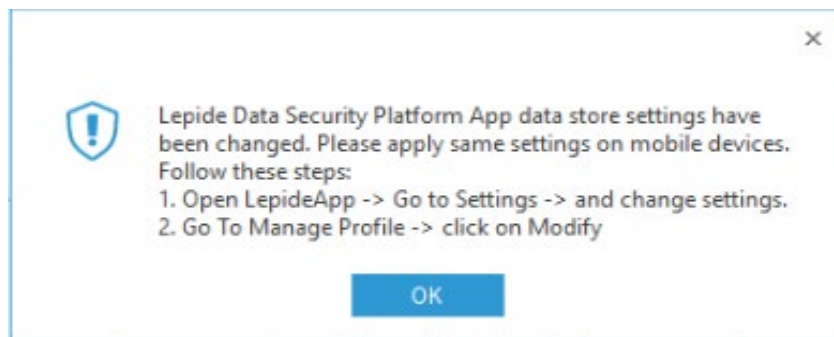 Lepide Data Security Platform App data store settings have
been changed. Please apply same settings on mobile devices.
Follow these steps:
1. Open LepideApp -> Go to Settings -> and change settings.
2. Go To Manage Profile -> click on Modify
OK